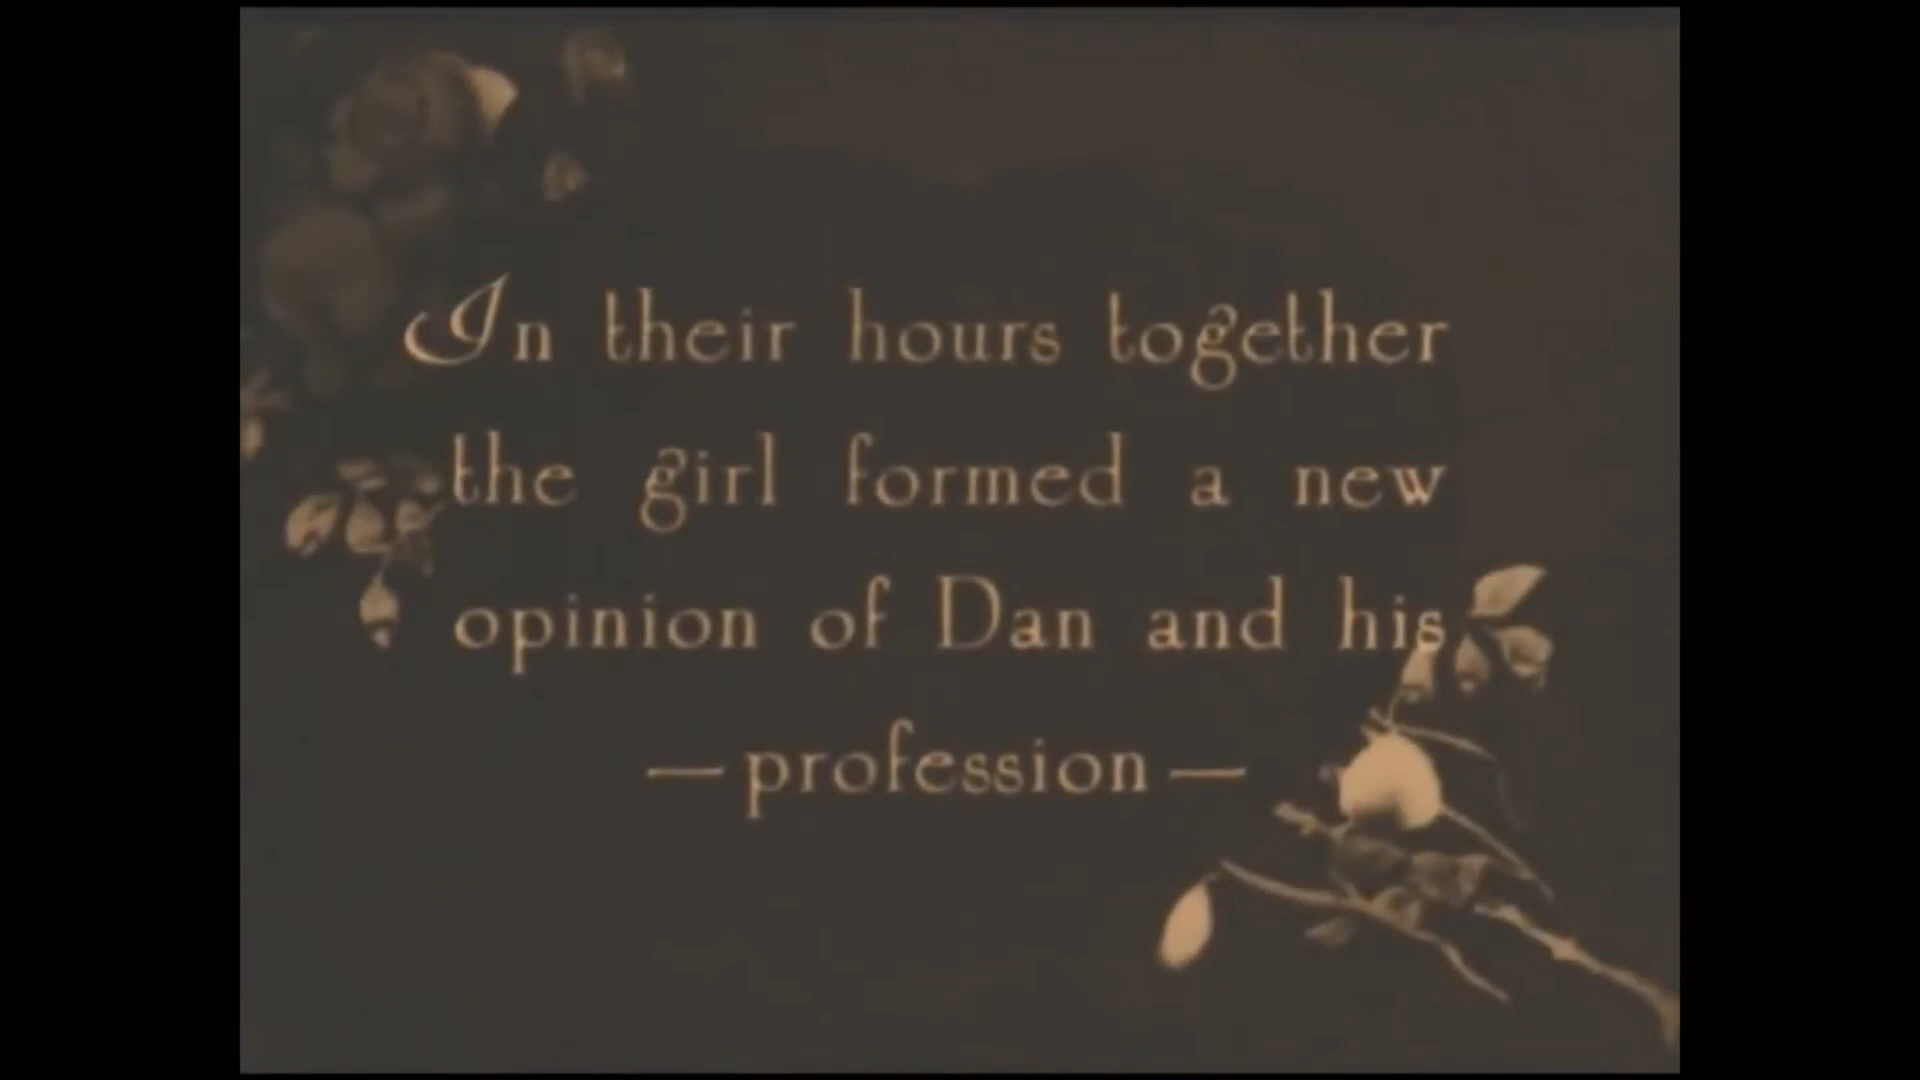 In their hours together
the girl formed a new
opinion of Dan and his
—profession—